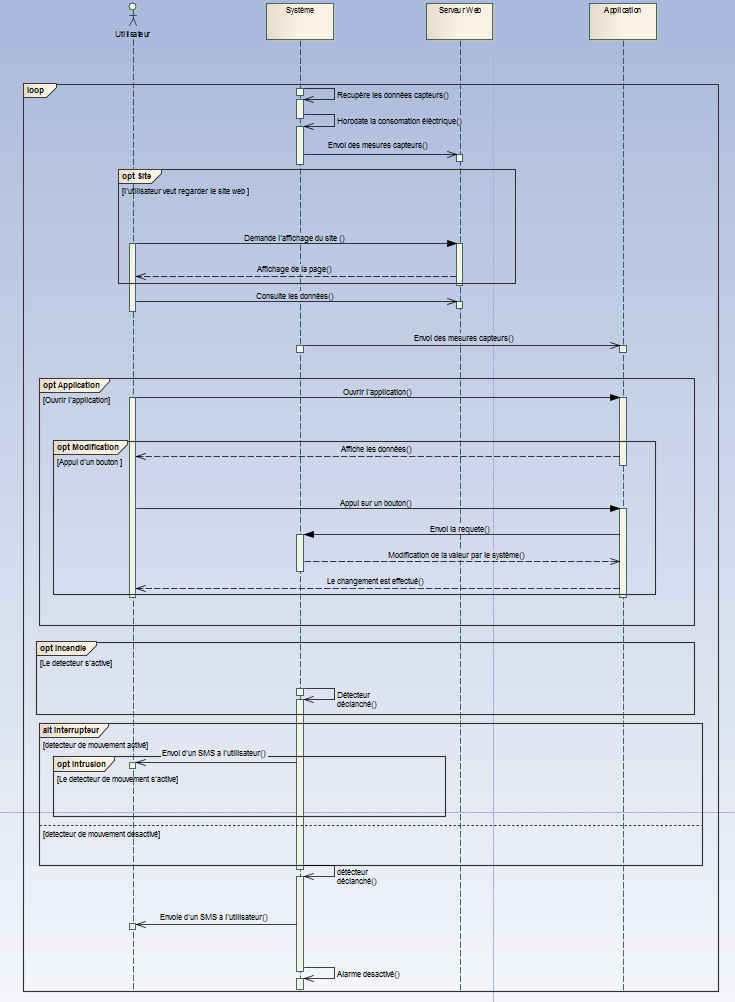 Utilisateur
Système
Serveur Web
Application
loop
Recupère les données capteurs()
Horodate la consomation élèctrique()
Envoi des mesures capteurs()
opt Site
[l'utilisateur veut regarder le site web ]
Demande l'affichage du site ()
Affichage de la page()
Consulte les données()
Envoi des mesures capteurs()
opt Application
[Ouvrir l'application]
Ouvrir l'application()
opt Modification
[Appui d'un bouton ]
Affiche les données()
Appui sur un bouton()
Envoi la requete()
Modification de la valeur par le système()
Le changement est effectué()
opt Incendie
[Le detecteur s'active]
Détecteur
déclanché()
alt Interrupteur
[detecteur de mouvement activé]
Envoi d'un SMS a l'utilisateur()
opt Intrusion
[Le detecteur de mouvement s'active]
[detecteur de mouvement désactivé]
détécteur
déclanché()
Envoie d'un SMS a l'utilisateur()
Alarme desactivé()